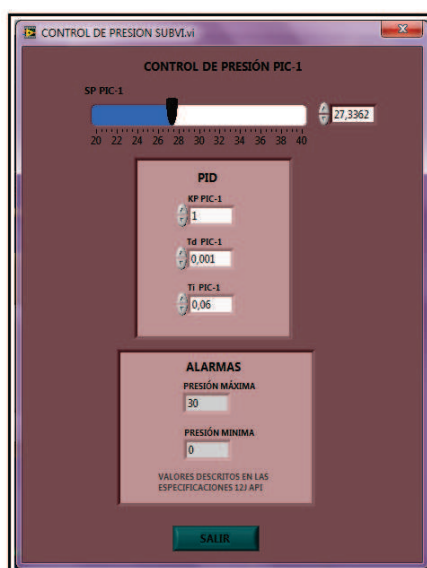 CONTROL DE PRESION SUBVI.vi
CONTROL DE PRESIÓN PIC-1
SP PIC-1
27,3362
20 22 24 26 28 30 32 34 36 38 40
PID
KP PIC-1
1
Td PIC-1
0,001
Ti PIC-1
0,06
ALARMAS
PRESIÓN MÁXIMA
30
PRESIÓN MINIMA
0
VALORES DESCRITOS EN LAS
ESPECIFICACIONES 12J API
SALIR